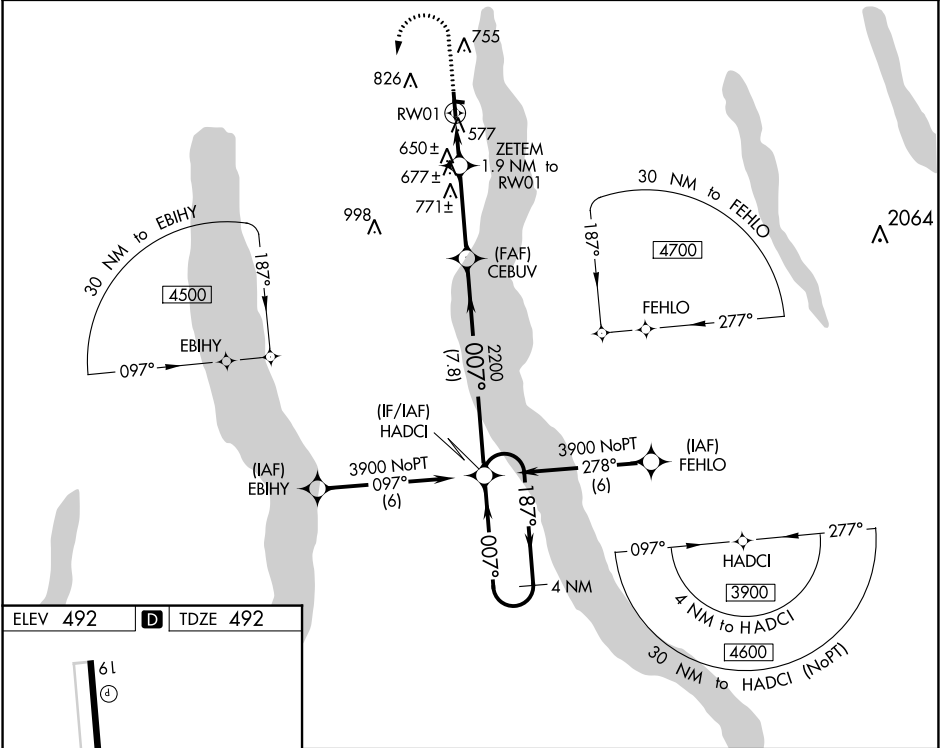 755
826
RW01
577
650±
ZETEM
1.9 NM to
RW01
677±
771±
998
30 NM to EBIHY
187°
4500
EBIHY
097°
(FAF)
CEBUV
30 NM to FEHLO
187°
4700
FEHLO
277°
2064
2200
007°
(7.8)
(IF/IAF)
HADCI
(IAF)
EBIHY
3900 NoPT
097°
(6)
3900 NoPT
278°
(6)
(IAF)
FEHLO
187°
007°
4 NM
097°
277°
HADCI
3900
4 NM to HADCI
4600
30 NM to HADCI (NoPT)
ELEV 492
D
TDZE 492
19
P